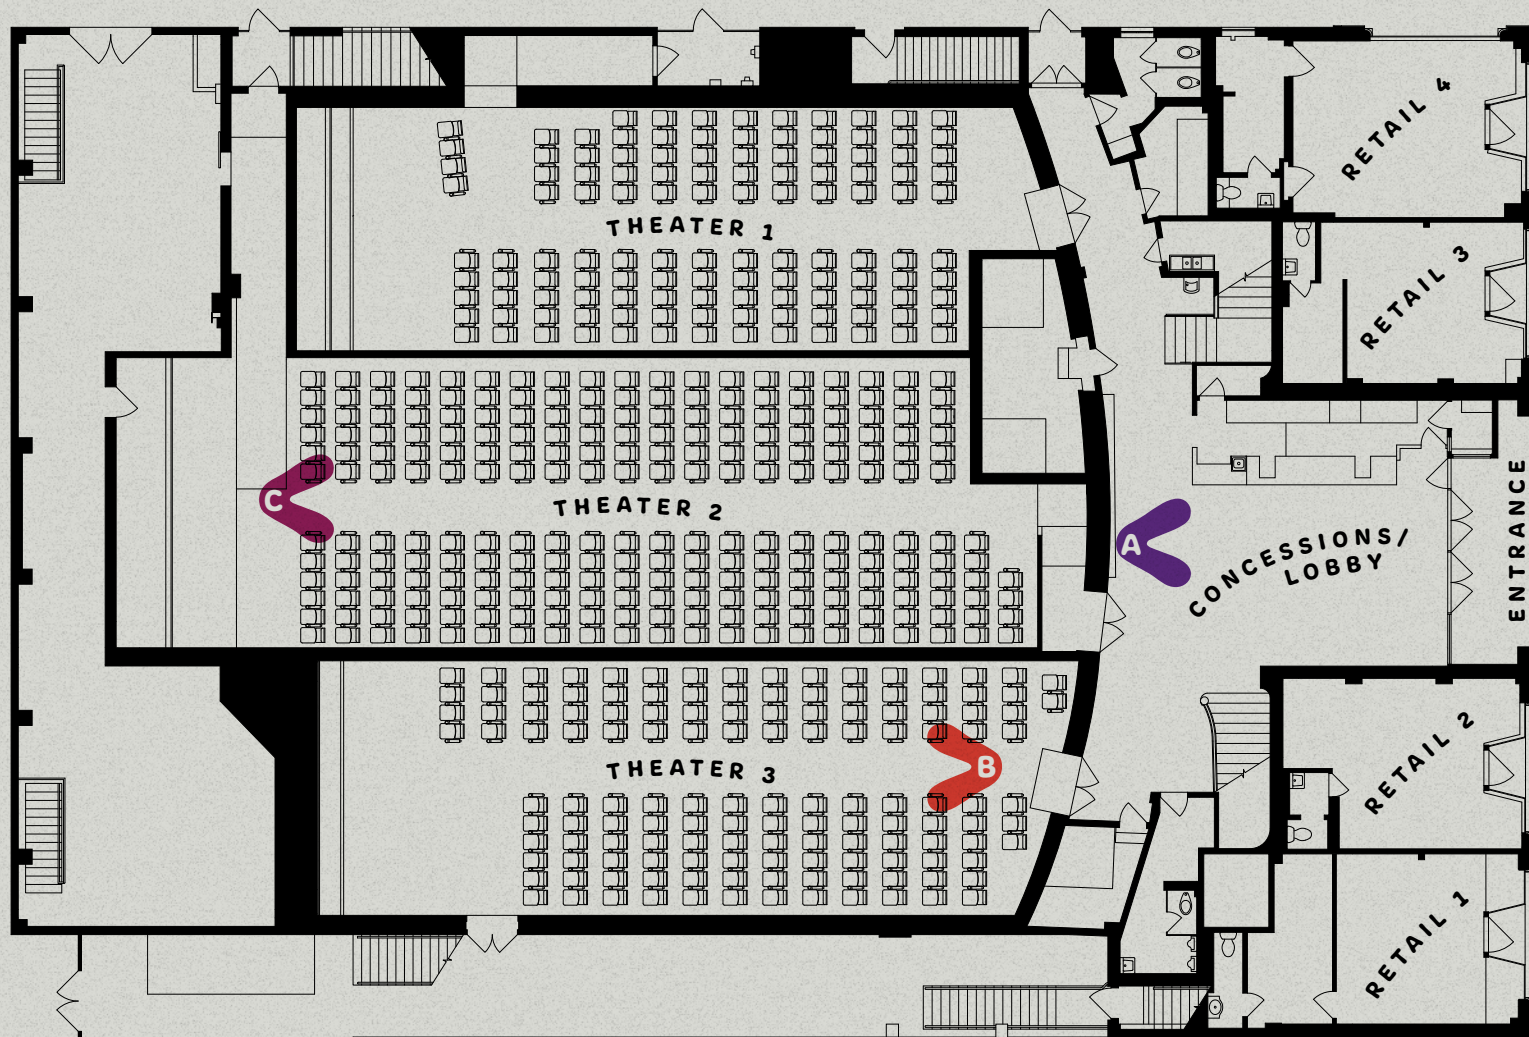 RETAIL 4
THEATER 1
RETAIL 3
C
THEATER 2
A
CONCESSIONS/
LOBBY
ENTRANCE
THEATER 3
B
RETAIL 2
RETAIL 1